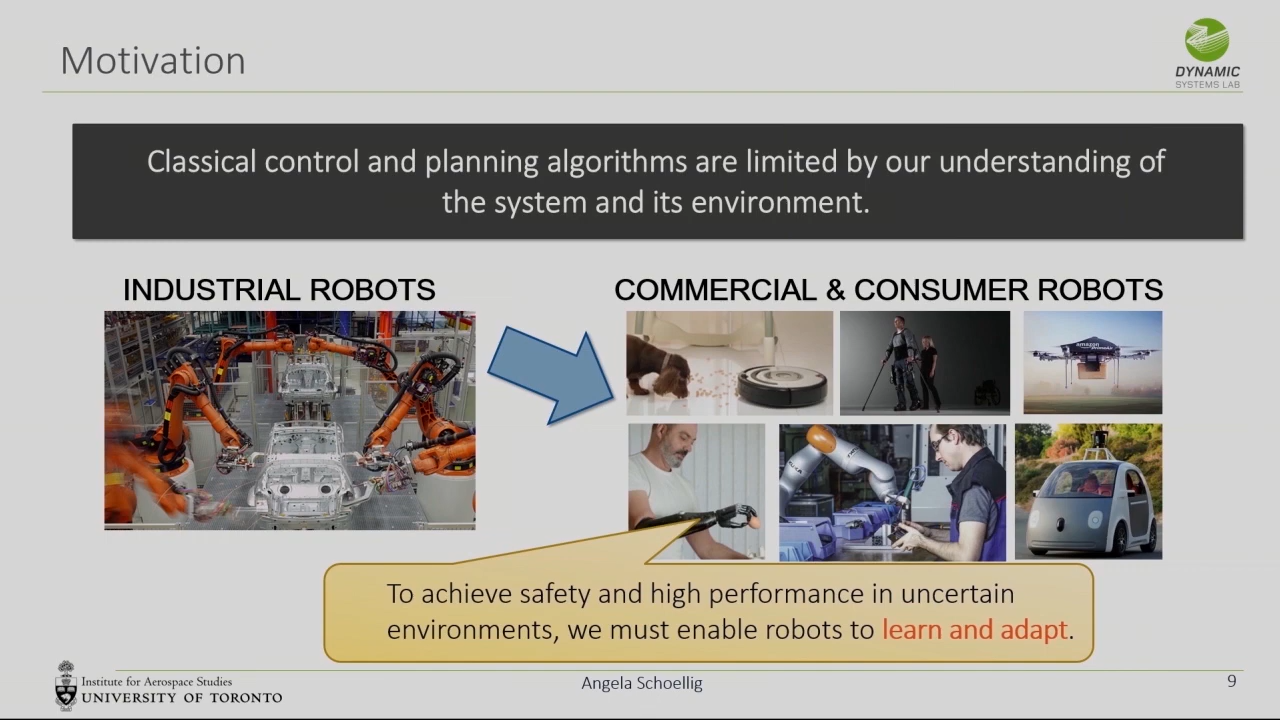 Motivation
DYNAMIC
SYSTEMS LAB
Classical control and planning algorithms are limited by our understanding of
the system and its environment.
INDUSTRIAL ROBOTS
COMMERCIAL & CONSUMER ROBOTS
amazon
PrimeAir
KUKA
To achieve safety and high performance in uncertain
environments, we must enable robots to learn and adapt.
Institute for Aerospace Studies
UNIVERSITY OF TORONTO
Angela Schoellig
9